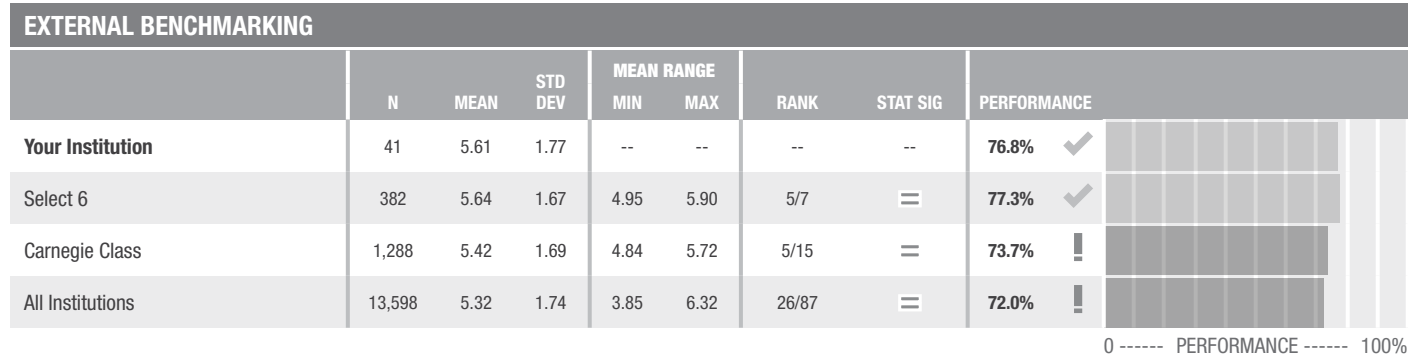 EXTERNAL BENCHMARKING
N MEAN STD DEV MEAN RANGE MIN MAX RANK STAT SIG PERFORMANCE
Your Institution 41 5.61 1.77 -- -- -- -- 76.8%
Select 6 382 5.64 1.67 4.95 5.90 5/7 = 77.3%
Carnegie Class 1,288 5.42 1.69 4.84 5.72 5/15 = 73.7% !
All Institutions 13,598 5.32 1.74 3.85 6.32 26/87 = 72.0% !
0 ------ PERFORMANCE ------ 100%